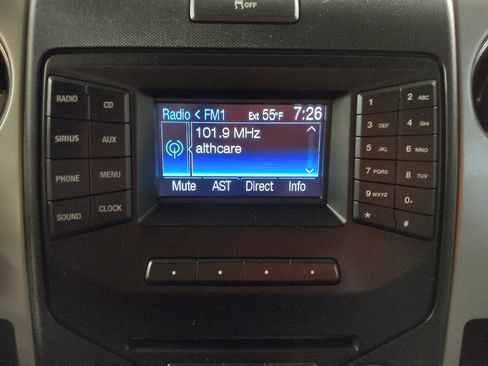 OFF
RADIO CD
SIRIUS AUX
PHONE MENU
SOUND CLOCK
Radio < FM1 Ext 55°F 7:26
101.9 MHz
althcare
Mute AST Direct Info
1 2 ABC
3 DEF 4 GHI
5 JKL 6 MNO
7 PQRS 8 TUV
9 WXYZ 0
* #